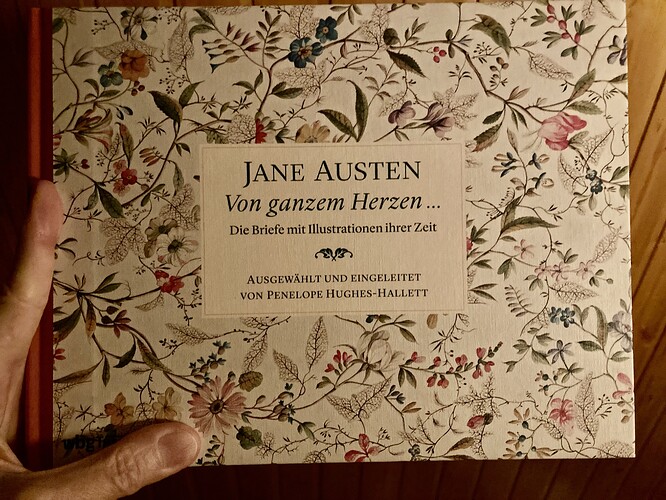 JANE AUSTEN
Von ganzem Herzen ...
Die Briefe mit Illustrationen ihrer Zeit
AUSGEWÄHLT UND EINGELEITET
VON PENELOPE HUGHES-HALLETT